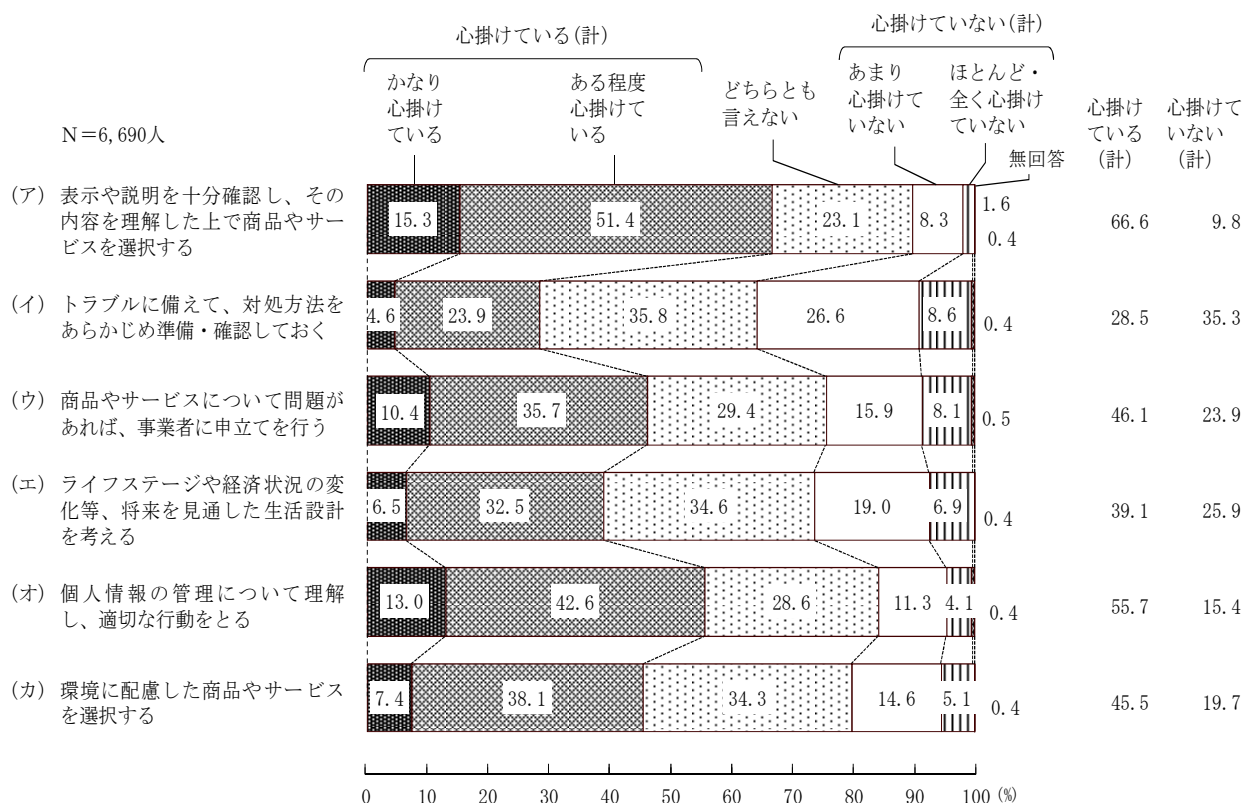 心掛けている(計)
心掛けていない(計)
かなり
心掛け
ている
ある程度
心掛けて
いる
どちらとも
言えない
あまり
心掛けて
いない
ほとんど・
全く心掛け
ていない
無回答
心掛け
ている
(計)
心掛けて
いない
(計)
N=6,690人
(ア) 表示や説明を十分確認し、その
内容を理解した上で商品やサー
ビスを選択する
15.3 51.4 23.1 8.3 1.6 0.4 66.6 9.8
(イ) トラブルに備えて、対処方法を
あらかじめ準備・確認しておく
4.6 23.9 35.8 26.6 8.6 0.4 28.5 35.3
(ウ) 商品やサービスについて問題が
あれば、事業者に申立てを行う
10.4 35.7 29.4 15.9 8.1 0.5 46.1 23.9
(エ) ライフステージや経済状況の変
化等、将来を見通した生活設計
を考える
6.5 32.5 34.6 19.0 6.9 0.4 39.1 25.9
(オ) 個人情報の管理について理解
し、適切な行動をとる
13.0 42.6 28.6 11.3 4.1 0.4 55.7 15.4
(カ) 環境に配慮した商品やサービス
を選択する
7.4 38.1 34.3 14.6 5.1 0.4 45.5 19.7
0 10 20 30 40 50 60 70 80 90 100 (%)